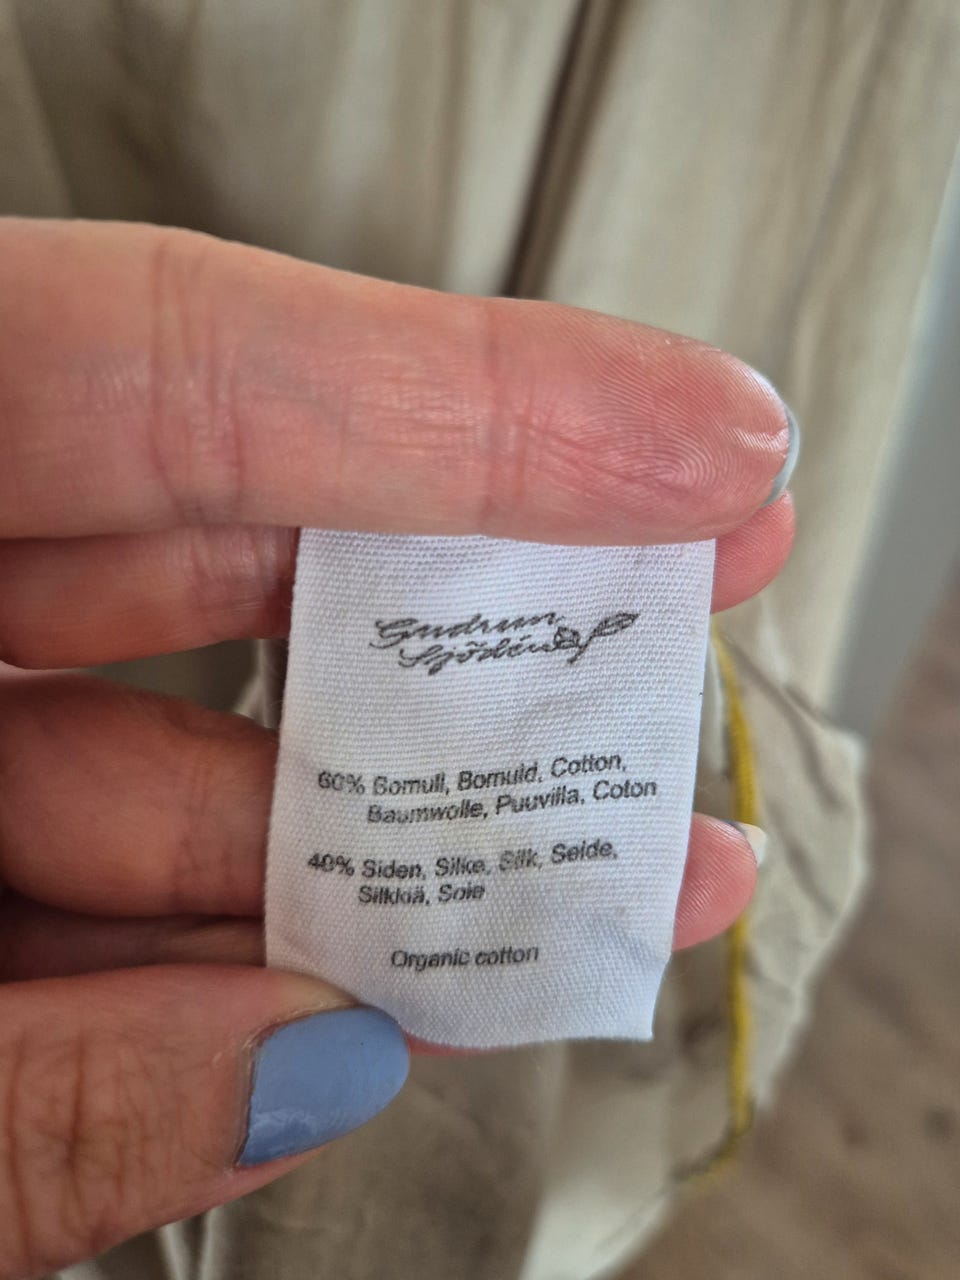 Gudrun
Sjödén
60% Bomull, Bomuld, Cotton,
Baumwolle, Puuvilla, Coton
40% Siden, Silke, Silk, Seide,
Silkkiä, Soie
Organic cotton